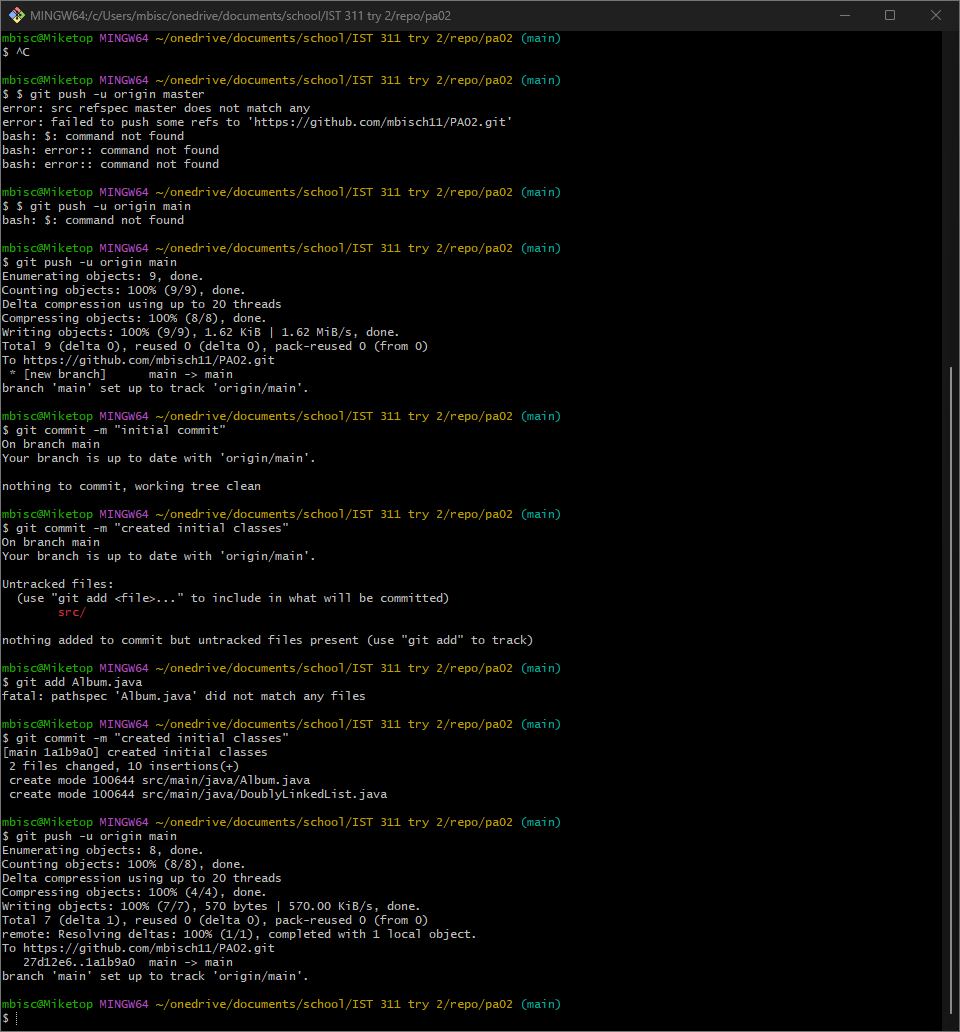 MINGW64:/c/Users/mbisc/onedrive/documents/school/IST 311 try 2/repo/pa02
mbisc@Miketop MINGW64 ~/onedrive/documents/school/IST 311 try 2/repo/pa02 (main)
$ ^C
mbisc@Miketop MINGW64 ~/onedrive/documents/school/IST 311 try 2/repo/pa02 (main)
$ $ git push -u origin master
error: src refspec master does not match any
error: failed to push some refs to 'https://github.com/mbisch11/PA02.git'
bash: $: command not found
bash: error:: command not found
bash: error:: command not found
mbisc@Miketop MINGW64 ~/onedrive/documents/school/IST 311 try 2/repo/pa02 (main)
$ $ git push -u origin main
bash: $: command not found
mbisc@Miketop MINGW64 ~/onedrive/documents/school/IST 311 try 2/repo/pa02 (main)
$ git push -u origin main
Enumerating objects: 9, done.
Counting objects: 100% (9/9), done.
Delta compression using up to 20 threads
Compressing objects: 100% (8/8), done.
Writing objects: 100% (9/9), 1.62 KiB | 1.62 MiB/s, done.
Total 9 (delta 0), reused 0 (delta 0), pack-reused 0 (from 0)
To https://github.com/mbisch11/PA02.git
 * [new branch]      main -> main
branch 'main' set up to track 'origin/main'.
mbisc@Miketop MINGW64 ~/onedrive/documents/school/IST 311 try 2/repo/pa02 (main)
$ git commit -m "initial commit"
On branch main
Your branch is up to date with 'origin/main'.
nothing to commit, working tree clean
mbisc@Miketop MINGW64 ~/onedrive/documents/school/IST 311 try 2/repo/pa02 (main)
$ git commit -m "created initial classes"
On branch main
Your branch is up to date with 'origin/main'.
Untracked files:
  (use "git add <file>..." to include in what will be committed)
        src/
nothing added to commit but untracked files present (use "git add" to track)
mbisc@Miketop MINGW64 ~/onedrive/documents/school/IST 311 try 2/repo/pa02 (main)
$ git add Album.java
fatal: pathspec 'Album.java' did not match any files
mbisc@Miketop MINGW64 ~/onedrive/documents/school/IST 311 try 2/repo/pa02 (main)
$ git commit -m "created initial classes"
[main 1a1b9a0] created initial classes
 2 files changed, 10 insertions(+)
 create mode 100644 src/main/java/Album.java
 create mode 100644 src/main/java/DoublyLinkedList.java
mbisc@Miketop MINGW64 ~/onedrive/documents/school/IST 311 try 2/repo/pa02 (main)
$ git push -u origin main
Enumerating objects: 8, done.
Counting objects: 100% (8/8), done.
Delta compression using up to 20 threads
Compressing objects: 100% (4/4), done.
Writing objects: 100% (7/7), 570 bytes | 570.00 KiB/s, done.
Total 7 (delta 1), reused 0 (delta 0), pack-reused 0 (from 0)
remote: Resolving deltas: 100% (1/1), completed with 1 local object.
To https://github.com/mbisch11/PA02.git
   27d12e6..1a1b9a0  main -> main
branch 'main' set up to track 'origin/main'.
mbisc@Miketop MINGW64 ~/onedrive/documents/school/IST 311 try 2/repo/pa02 (main)
$